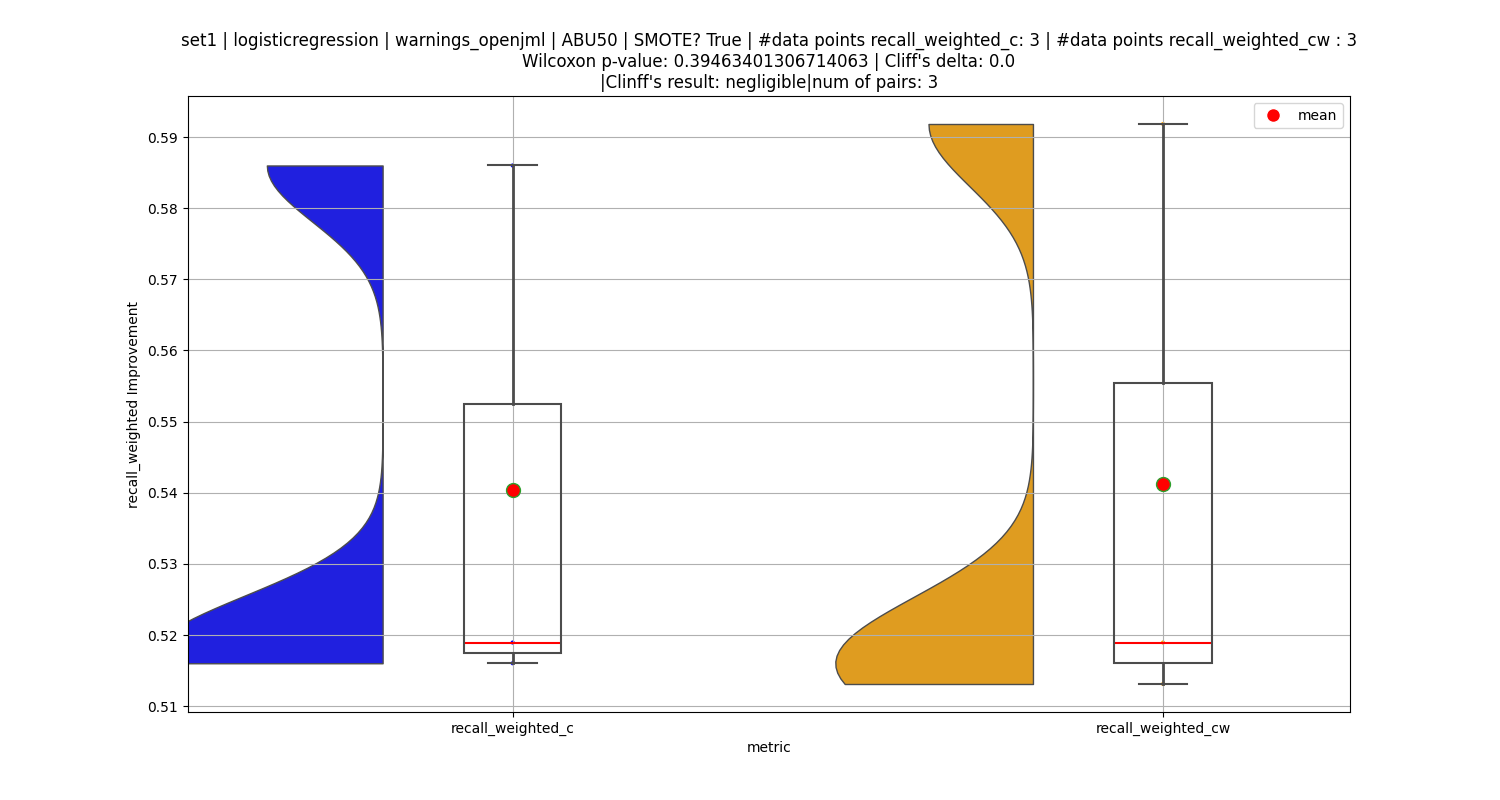 set1 | logisticregression | warnings_openjml | ABU50 | SMOTE? True | #data points recall_weighted_c: 3 | #data points recall_weighted_cw : 3
Wilcoxon p-value: 0.39463401306714063 | Cliff's delta: 0.0
|Clinff's result: negligible|num of pairs: 3
mean
0.59
0.58
0.57
0.56
0.55
0.54
0.53
0.52
0.51
recall_weighted Improvement
recall_weighted_c
recall_weighted_cw
metric